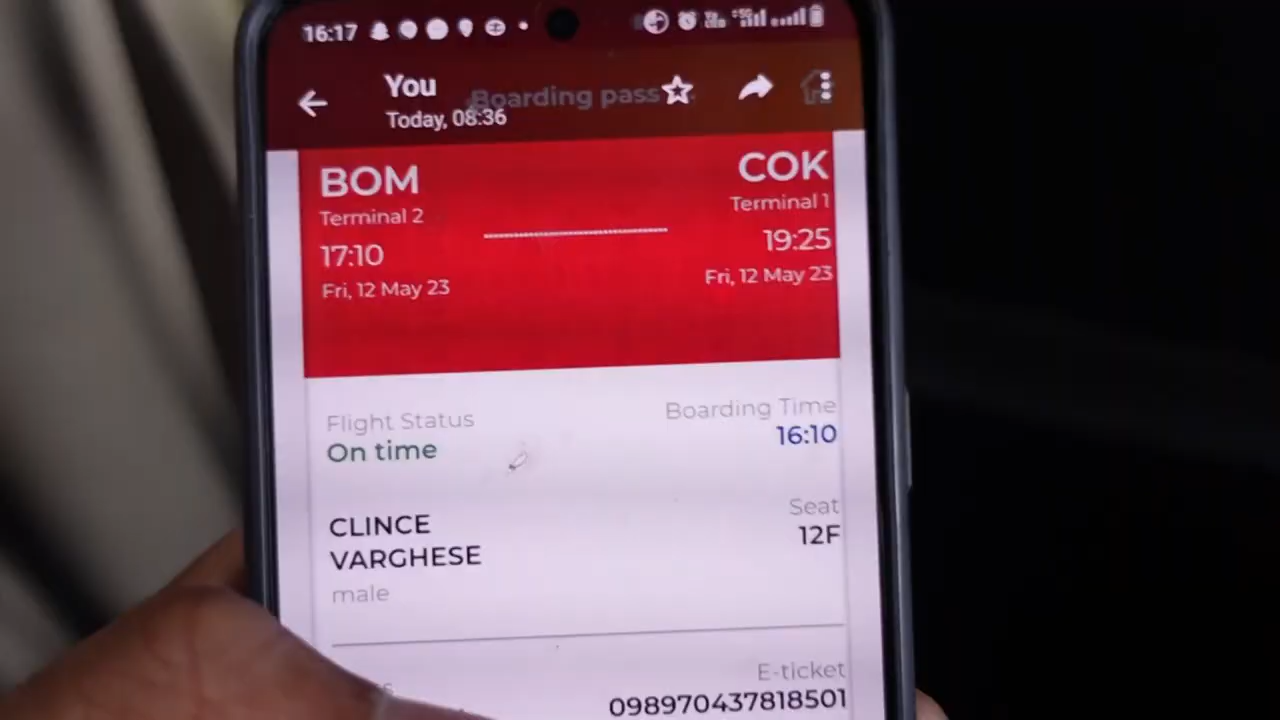 16:17
You
Boarding pass
Today, 08:36
BOM
COK
Terminal 2
Terminal 1
17:10
19:25
Fri, 12 May 23
Fri, 12 May 23
Flight Status
Boarding Time
On time
16:10
CLINCE
VARGHESE
male
Seat
12F
E-ticket
098970437818501